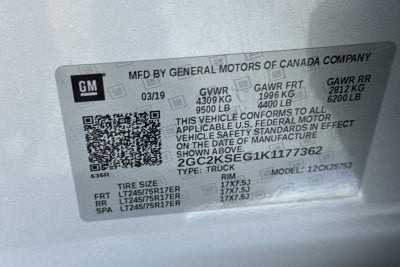 GM
MFD BY GENERAL MOTORS OF CANADA COMPANY
03/19 GVWR GAWR FRT GAWR RR
4309 KG 1996 KG 2812 KG
9500 LB 4400 LB 6200 LB
THIS VEHICLE CONFORMS TO ALL
APPLICABLE U.S. FEDERAL MOTOR
VEHICLE SAFETY STANDARDS IN EFFECT
ON THE DATE OF MANUFACTURE
SHOWN ABOVE.
2GC2KSEG1K1177362
636R TYPE: TRUCK MODEL: 12CK25753
TIRE SIZE RIM
FRT LT245/75R17ER 17X7.5J
RR LT245/75R17ER 17X7.5J
SPA LT245/75R17ER 17X7.5J